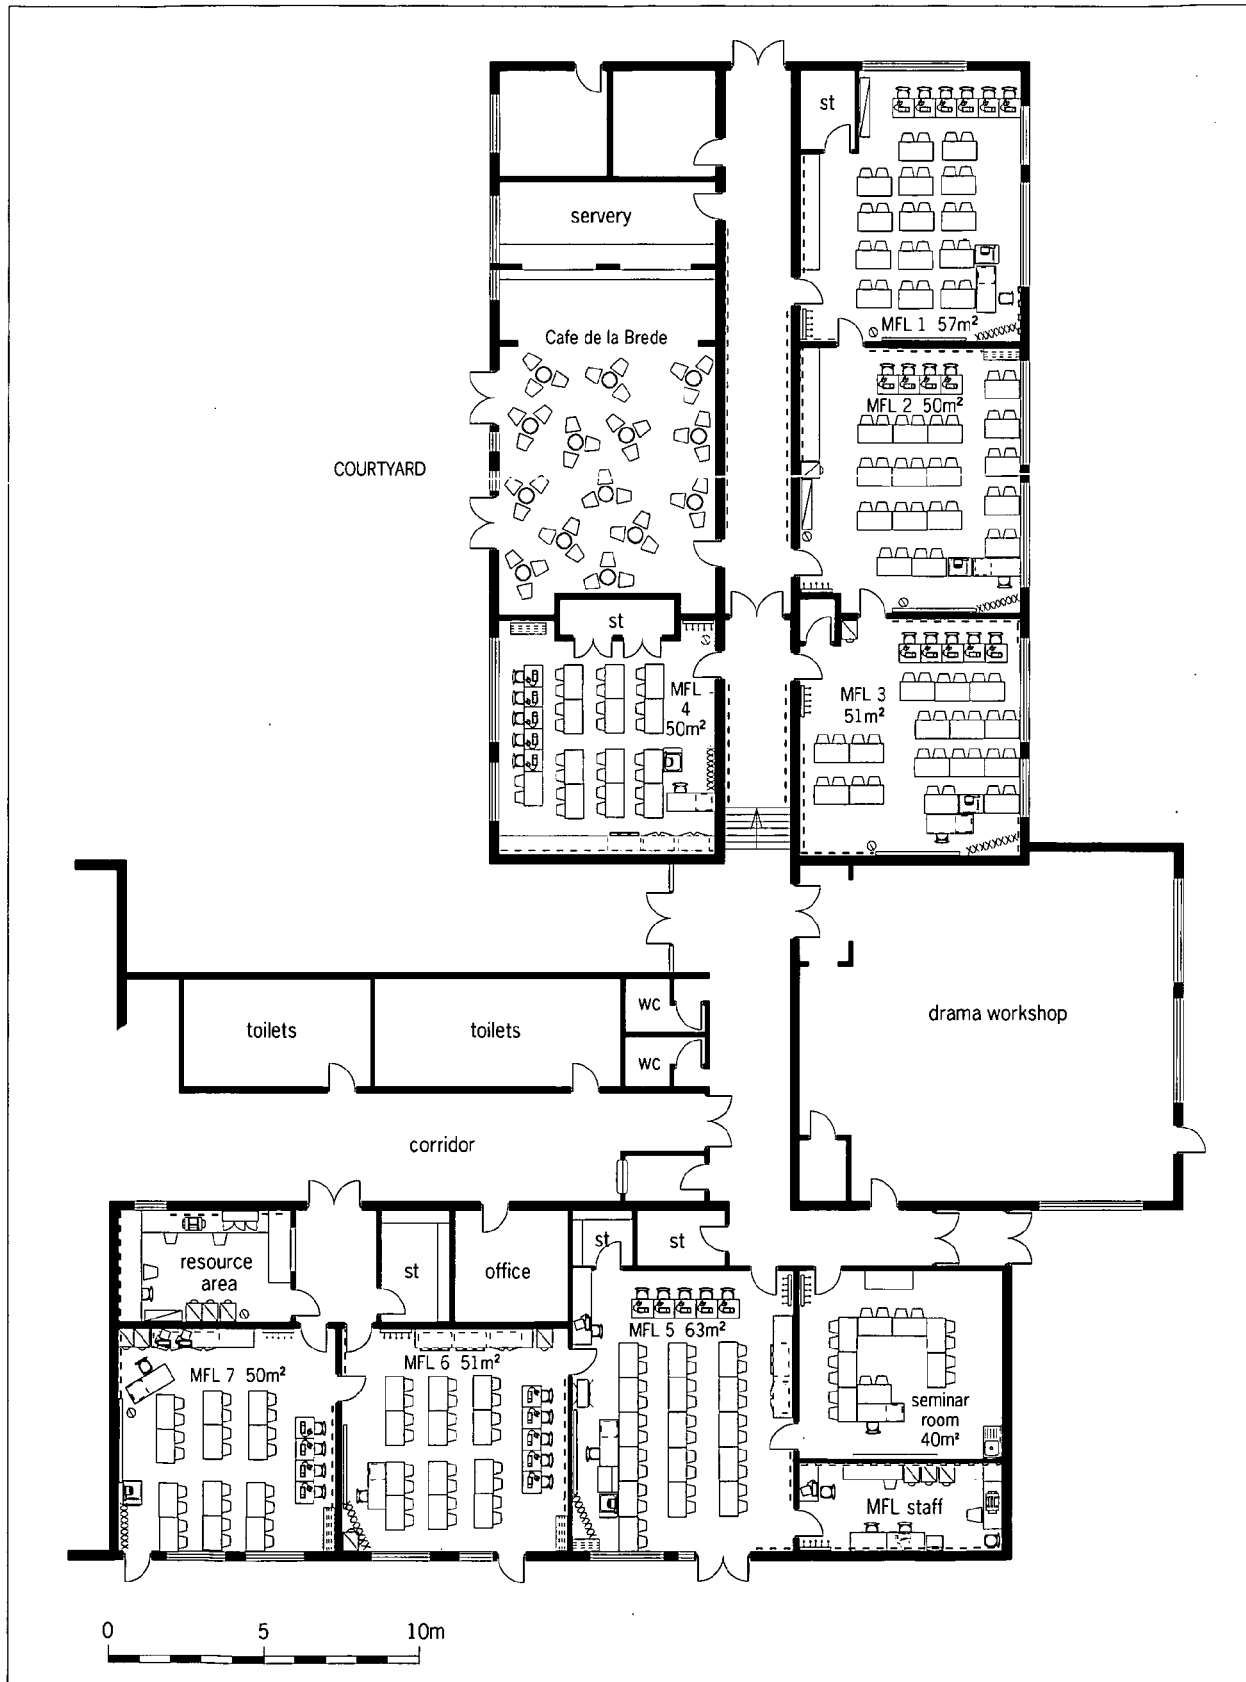 st
servery
MFL 1 57m²
Cafe de la Brede
MFL 2 50m²
COURTYARD
st
MFL
4
50m²
MFL 3
51m²
wc
toilets
toilets
drama workshop
wc
corridor
resource
area
st
office
st
st
MFL 5 63m²
MFL 7 50m²
MFL 6 51m²
seminar
room
40m²
MFL staff
0 5 10m